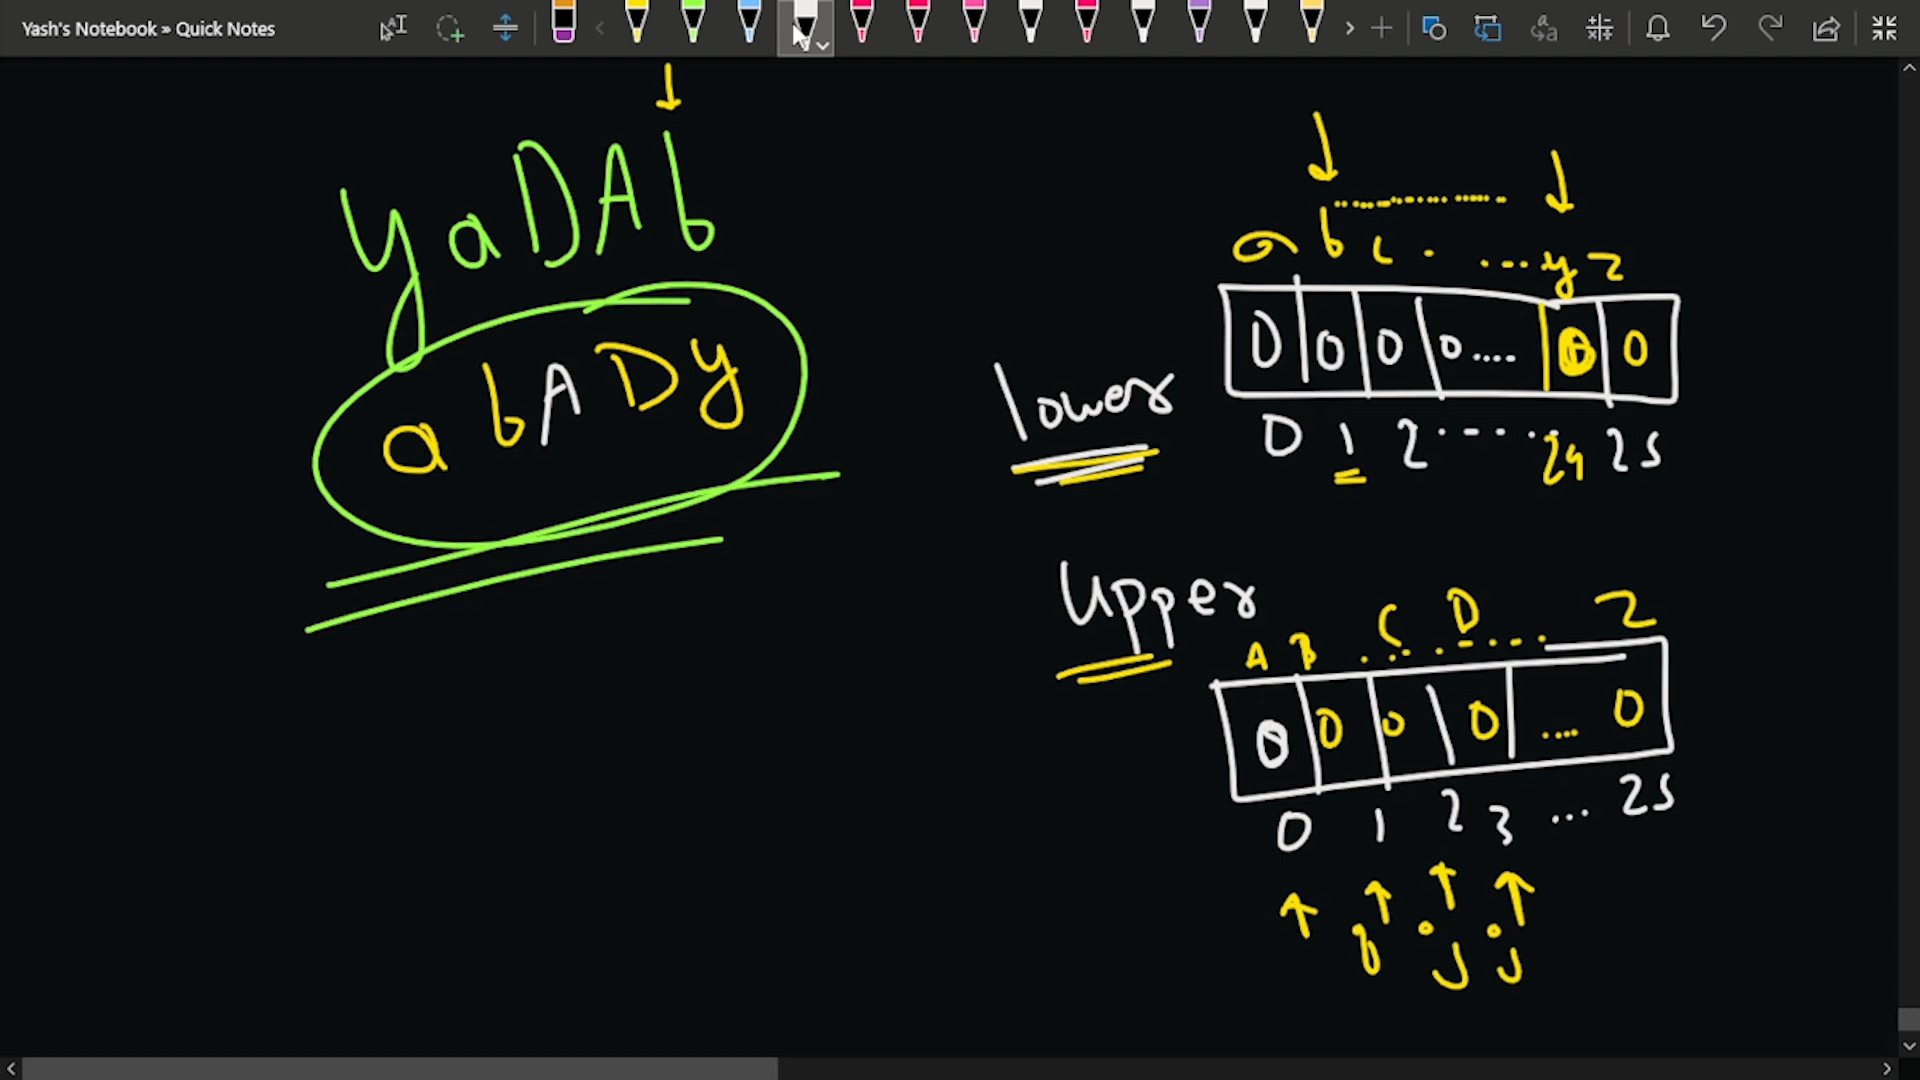 Yash's Notebook » Quick Notes
yaDAb
abADy
lower
a b c . ....y z
0 0 0 0.... 0 0
0 1 2 ..... 24 25
Upper
A B ... C . D .... Z
0 0 0 0 .... 0
0 1 2 3 ... 25
j j